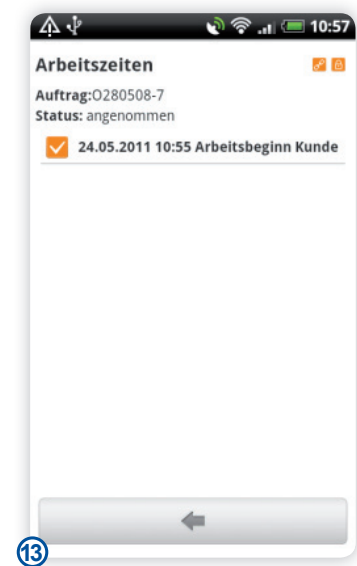 10:57
Arbeitszeiten
Auftrag:O280508-7
Status: angenommen
24.05.2011 10:55 Arbeitsbeginn Kunde
13